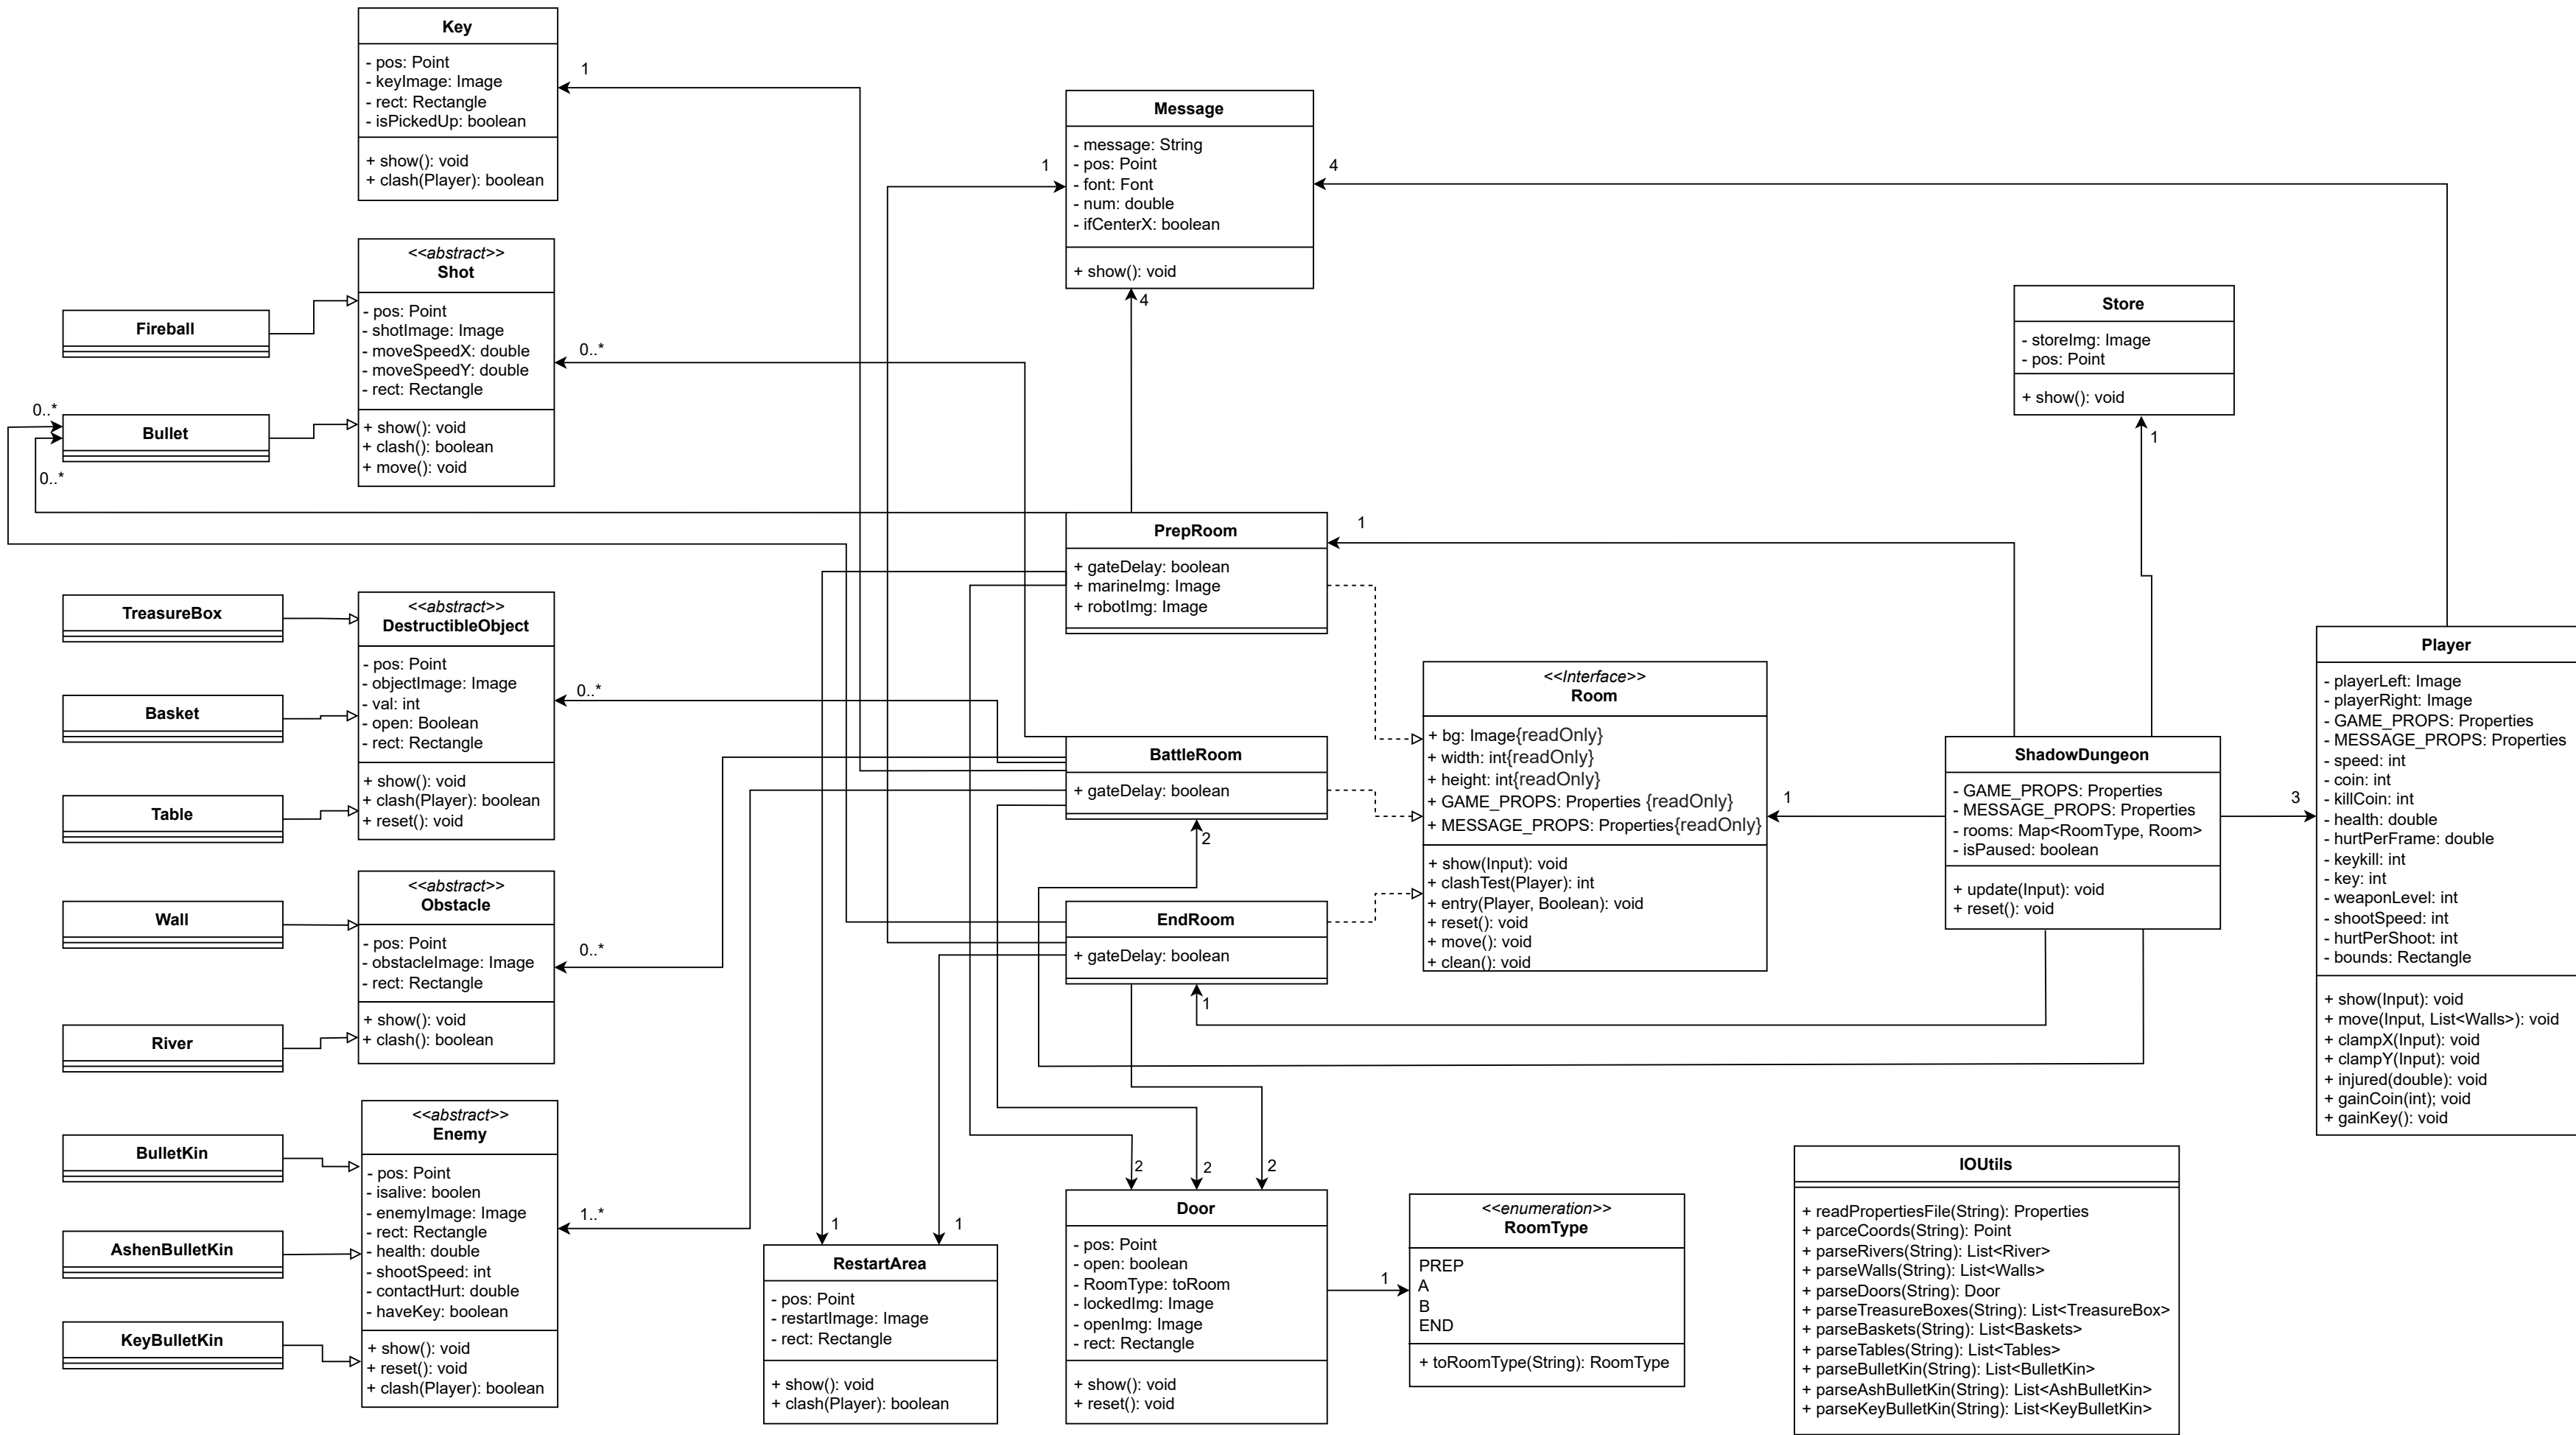 Key
- pos: Point
- keyImage: Image
- rect: Rectangle
- isPickedUp: boolean
+ show(): void
+ clash(Player): boolean
1
Message
- message: String
- pos: Point
- font: Font
- num: double
- ifCenterX: boolean
+ show(): void
1
4
4
<<abstract>>
Shot
- pos: Point
- shotImage: Image
- moveSpeedX: double
- moveSpeedY: double
- rect: Rectangle
+ show(): void
+ clash(): boolean
+ move(): void
0..*
Fireball
Bullet
0..*
0..*
Store
- storeImg: Image
- pos: Point
+ show(): void
1
PrepRoom
+ gateDelay: boolean
+ marineImg: Image
+ robotImg: Image
1
TreasureBox
Basket
Table
<<abstract>>
DestructibleObject
- pos: Point
- objectImage: Image
- val: int
- open: Boolean
- rect: Rectangle
+ show(): void
+ clash(Player): boolean
+ reset(): void
0..*
BattleRoom
+ gateDelay: boolean
2
<<Interface>>
Room
+ bg: Image{readOnly}
+ width: int{readOnly}
+ height: int{readOnly}
+ GAME_PROPS: Properties {readOnly}
+ MESSAGE_PROPS: Properties{readOnly}
+ show(Input): void
+ clashTest(Player): int
+ entry(Player, Boolean): void
+ reset(): void
+ move(): void
+ clean(): void
1
ShadowDungeon
- GAME_PROPS: Properties
- MESSAGE_PROPS: Properties
- rooms: Map<RoomType, Room>
- isPaused: boolean
+ update(Input): void
+ reset(): void
3
Player
- playerLeft: Image
- playerRight: Image
- GAME_PROPS: Properties
- MESSAGE_PROPS: Properties
- speed: int
- coin: int
- killCoin: int
- health: double
- hurtPerFrame: double
- keykill: int
- key: int
- weaponLevel: int
- shootSpeed: int
- hurtPerShoot: int
- bounds: Rectangle
+ show(Input): void
+ move(Input, List<Walls>): void
+ clampX(Input): void
+ clampY(Input): void
+ injured(double): void
+ gainCoin(int); void
+ gainKey(): void
Wall
River
<<abstract>>
Obstacle
- pos: Point
- obstacleImage: Image
- rect: Rectangle
+ show(): void
+ clash(): boolean
0..*
EndRoom
+ gateDelay: boolean
1
BulletKin
AshenBulletKin
KeyBulletKin
<<abstract>>
Enemy
- pos: Point
- isalive: boolen
- enemyImage: Image
- rect: Rectangle
- health: double
- shootSpeed: int
- contactHurt: double
- haveKey: boolean
+ show(): void
+ reset(): void
+ clash(Player): boolean
1..*
1
1
RestartArea
- pos: Point
- restartImage: Image
- rect: Rectangle
+ show(): void
+ clash(Player): boolean
2
2
2
Door
- pos: Point
- open: boolean
- RoomType: toRoom
- lockedImg: Image
- openImg: Image
- rect: Rectangle
+ show(): void
+ reset(): void
1
<<enumeration>>
RoomType
PREP
A
B
END
+ toRoomType(String): RoomType
IOUtils
+ readPropertiesFile(String): Properties
+ parceCoords(String): Point
+ parseRivers(String): List<River>
+ parseWalls(String): List<Walls>
+ parseDoors(String): Door
+ parseTreasureBoxes(String): List<TreasureBox>
+ parseBaskets(String): List<Baskets>
+ parseTables(String): List<Tables>
+ parseBulletKin(String): List<BulletKin>
+ parseAshBulletKin(String): List<AshBulletKin>
+ parseKeyBulletKin(String): List<KeyBulletKin>